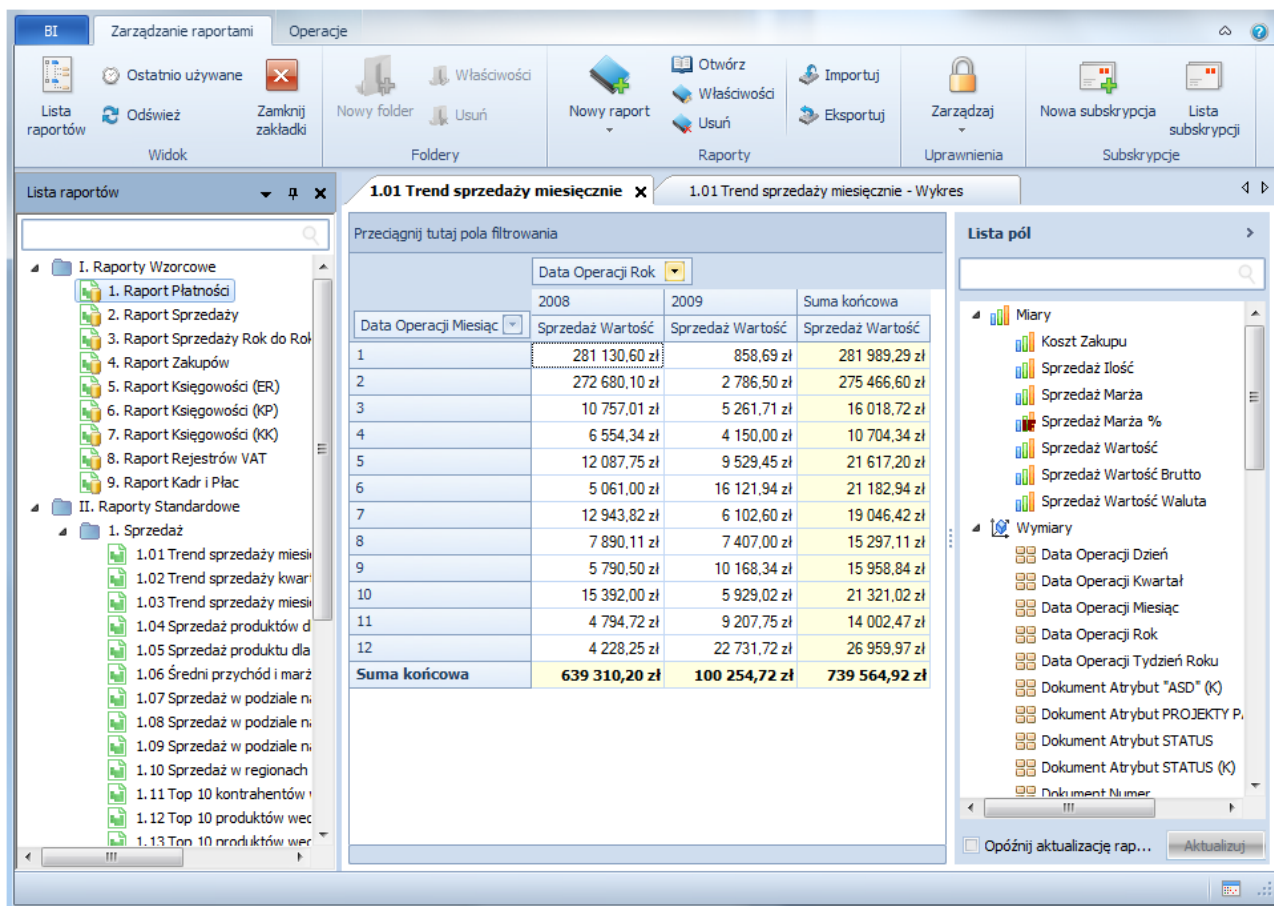 BI Zarządzanie raportami Operacje
Lista raportów
Ostatnio używane
Odśwież
Zamknij zakładki
Widok
Nowy folder
Właściwości
Usuń
Foldery
Nowy raport
Otwórz
Właściwości
Usuń
Importuj
Eksportuj
Raporty
Zarządzaj
Uprawnienia
Nowa subskrypcja
Lista subskrypcji
Subskrypcje
Lista raportów
I. Raporty Wzorcowe
1. Raport Płatności
2. Raport Sprzedaży
3. Raport Sprzedaży Rok do Rok
4. Raport Zakupów
5. Raport Księgowości (ER)
6. Raport Księgowości (KP)
7. Raport Księgowości (KK)
8. Raport Rejestrów VAT
9. Raport Kadr i Płac
II. Raporty Standardowe
1. Sprzedaż
1.01 Trend sprzedaży miesi
1.02 Trend sprzedaży kwar
1.03 Trend sprzedaży miesi
1.04 Sprzedaż produktów d
1.05 Sprzedaż produktu dla
1.06 Średni przychód i marż
1.07 Sprzedaż w podziale n
1.08 Sprzedaż w podziale n
1.09 Sprzedaż w podziale n
1.10 Sprzedaż w regionach
1.11 Top 10 kontrahentów
1.12 Top 10 produktów wed
1.13 Top 10 produktów wed
1.01 Trend sprzedaży miesięcznie
1.01 Trend sprzedaży miesięcznie - Wykres
Przeciągnij tutaj pola filtrowania
Data Operacji Rok
2008 2009 Suma końcowa
Data Operacji Miesiąc Sprzedaż Wartość Sprzedaż Wartość Sprzedaż Wartość
1 281 130,60 zł 858,69 zł 281 989,29 zł
2 272 680,10 zł 2 786,50 zł 275 466,60 zł
3 10 757,01 zł 5 261,71 zł 16 018,72 zł
4 6 554,34 zł 4 150,00 zł 10 704,34 zł
5 12 087,75 zł 9 529,45 zł 21 617,20 zł
6 5 061,00 zł 16 121,94 zł 21 182,94 zł
7 12 943,82 zł 6 102,60 zł 19 046,42 zł
8 7 890,11 zł 7 407,00 zł 15 297,11 zł
9 5 790,50 zł 10 168,34 zł 15 958,84 zł
10 15 392,00 zł 5 929,02 zł 21 321,02 zł
11 4 794,72 zł 9 207,75 zł 14 002,47 zł
12 4 228,25 zł 22 731,72 zł 26 959,97 zł
Suma końcowa 639 310,20 zł 100 254,72 zł 739 564,92 zł
Lista pól
Miary
Koszt Zakupu
Sprzedaż Ilość
Sprzedaż Marża
Sprzedaż Marża %
Sprzedaż Wartość
Sprzedaż Wartość Brutto
Sprzedaż Wartość Waluta
Wymiary
Data Operacji Dzień
Data Operacji Kwartał
Data Operacji Miesiąc
Data Operacji Rok
Data Operacji Tydzień Roku
Dokument Atrybut "ASD" (K)
Dokument Atrybut PROJEKTY P
Dokument Atrybut STATUS
Dokument Atrybut STATUS (K)
Dokument Numer
Opóźnij aktualizację rap...
Aktualizuj